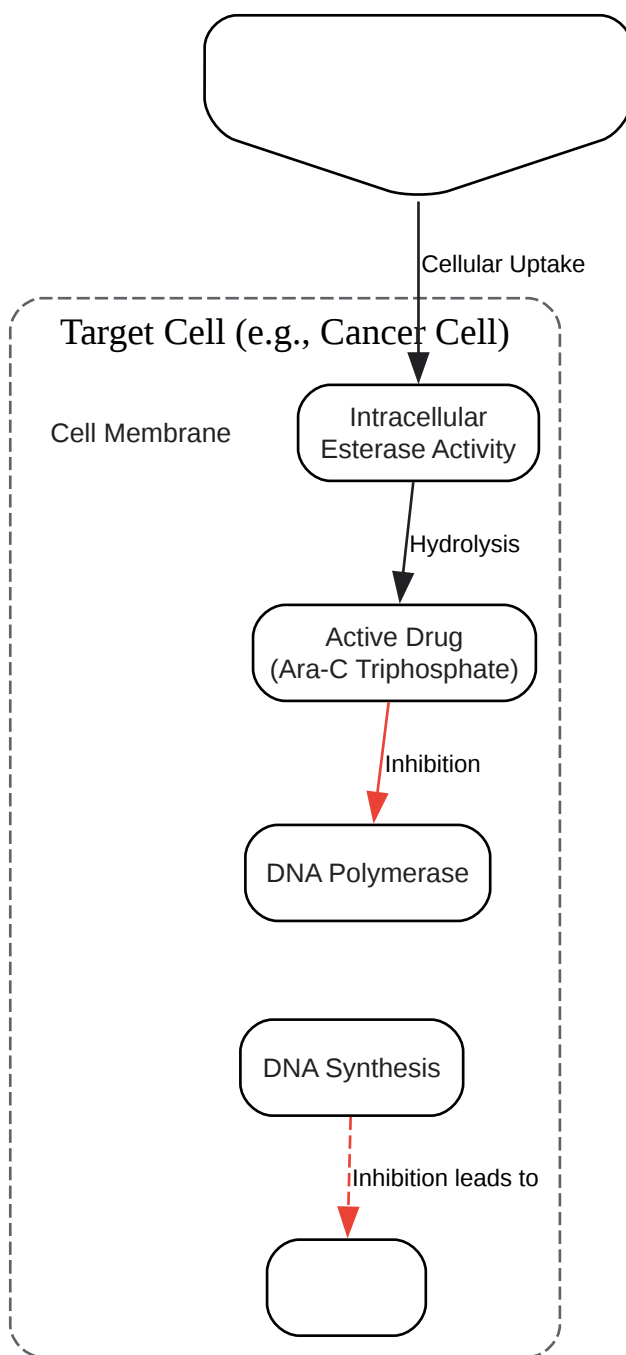 Cellular Uptake
Target Cell (e.g., Cancer Cell)
Cell Membrane
Intracellular
Esterase Activity
Hydrolysis
Active Drug
(Ara-C Triphosphate)
Inhibition
DNA Polymerase
DNA Synthesis
Inhibition leads to